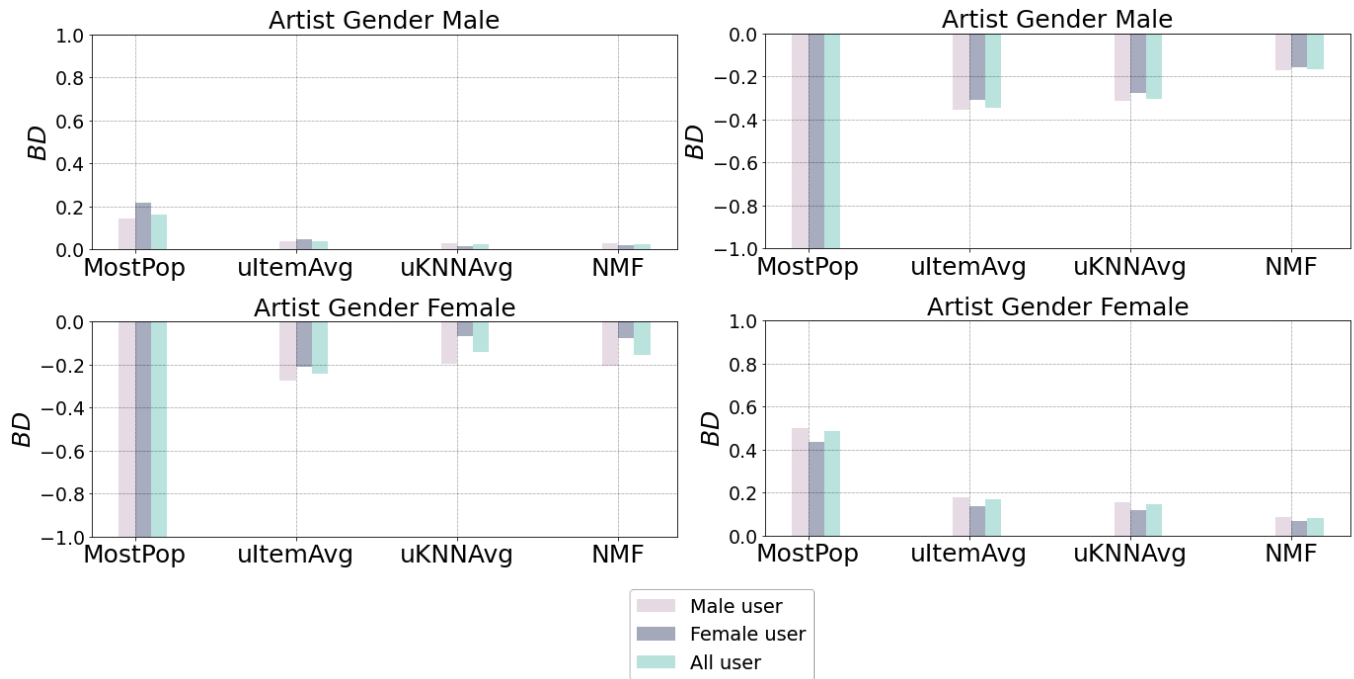 Artist Gender Male
1.0
0.8
0.6
0.4
0.2
0.0
BD
MostPop uItemAvg uKNNAvg NMF
Artist Gender Male
0.0
−0.2
−0.4
−0.6
−0.8
−1.0
BD
MostPop uItemAvg uKNNAvg NMF
Artist Gender Female
0.0
−0.2
−0.4
−0.6
−0.8
−1.0
BD
MostPop uItemAvg uKNNAvg NMF
Artist Gender Female
1.0
0.8
0.6
0.4
0.2
0.0
BD
MostPop uItemAvg uKNNAvg NMF
Male user
Female user
All user